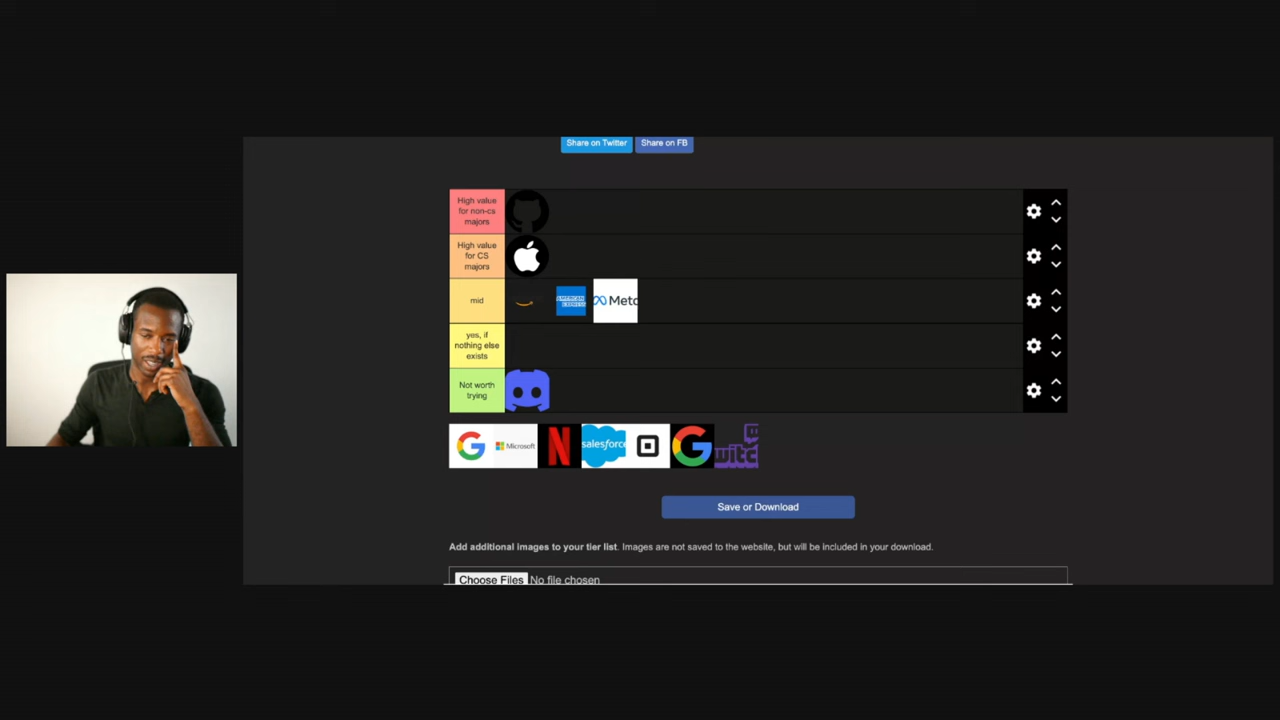 Share on Twitter Share on FB
High value
for non-cs
majors
High value
for CS
majors
mid
AMERICAN
EXPRESS
Meta
yes, if
nothing else
exists
Not worth
trying
Microsoft
salesforce
twitch
Save or Download
Add additional images to your tier list. Images are not saved to the website, but will be included in your download.
Choose Files No file chosen